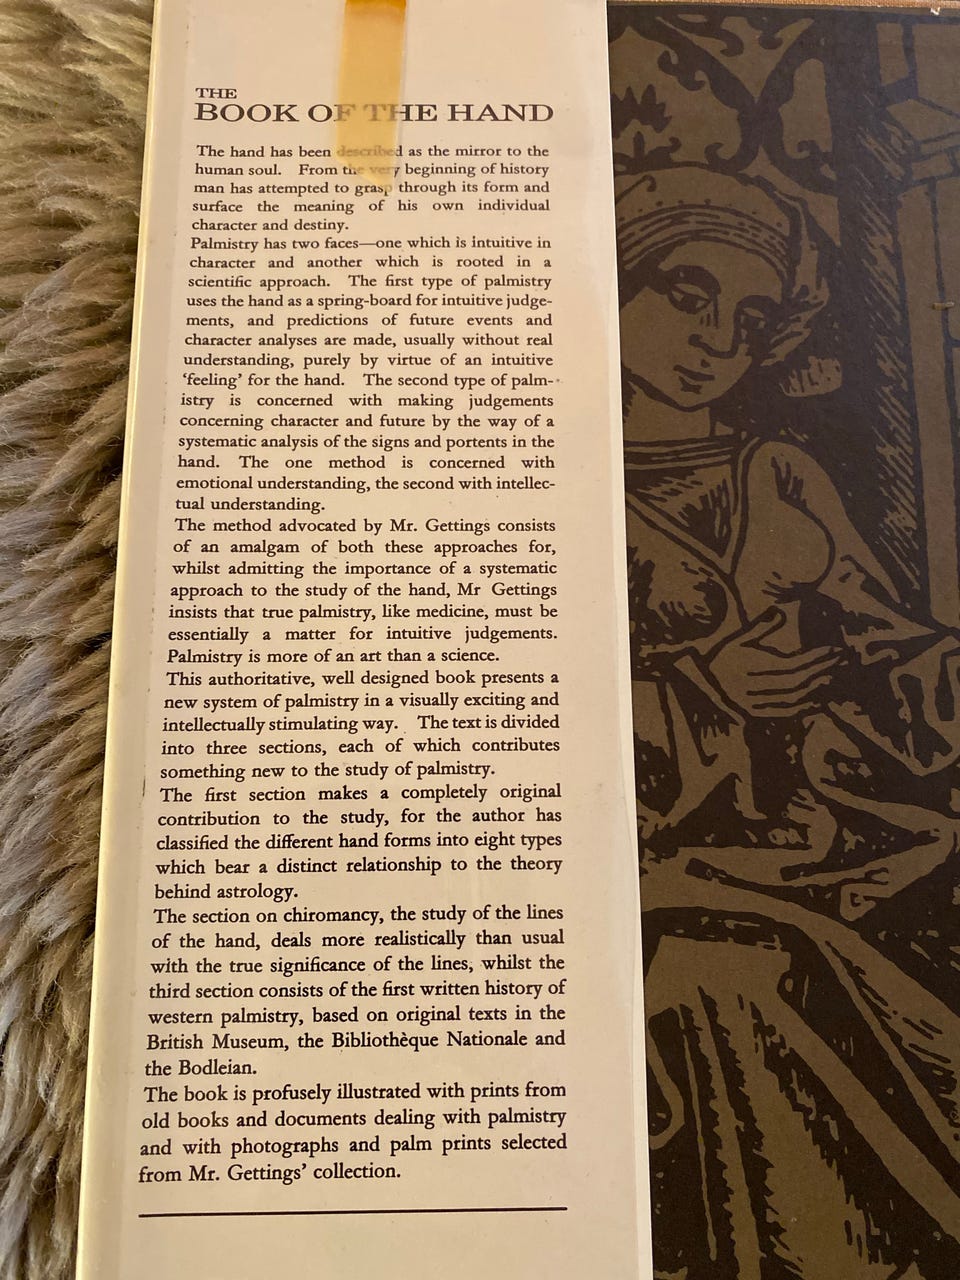 THE
BOOK OF THE HAND
The hand has been described as the mirror to the
human soul. From the very beginning of history
man has attempted to grasp through its form and
surface the meaning of his own individual
character and destiny.
Palmistry has two faces—one which is intuitive in
character and another which is rooted in a
scientific approach. The first type of palmistry
uses the hand as a spring-board for intuitive judge-
ments, and predictions of future events and
character analyses are made, usually without real
understanding, purely by virtue of an intuitive
‘feeling’ for the hand. The second type of palm-
istry is concerned with making judgements
concerning character and future by the way of a
systematic analysis of the signs and portents in the
hand. The one method is concerned with
emotional understanding, the second with intellec-
tual understanding.
The method advocated by Mr. Gettings consists
of an amalgam of both these approaches for,
whilst admitting the importance of a systematic
approach to the study of the hand, Mr Gettings
insists that true palmistry, like medicine, must be
essentially a matter for intuitive judgements.
Palmistry is more of an art than a science.
This authoritative, well designed book presents a
new system of palmistry in a visually exciting and
intellectually stimulating way. The text is divided
into three sections, each of which contributes
something new to the study of palmistry.
The first section makes a completely original
contribution to the study, for the author has
classified the different hand forms into eight types
which bear a distinct relationship to the theory
behind astrology.
The section on chiromancy, the study of the lines
of the hand, deals more realistically than usual
with the true significance of the lines, whilst the
third section consists of the first written history of
western palmistry, based on original texts in the
British Museum, the Bibliothèque Nationale and
the Bodleian.
The book is profusely illustrated with prints from
old books and documents dealing with palmistry
and with photographs and palm prints selected
from Mr. Gettings’ collection.